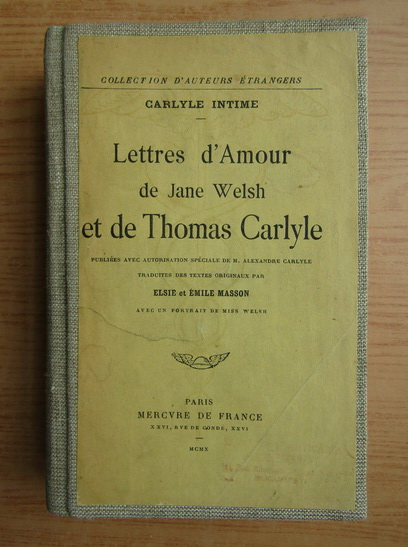 COLLECTION D'AUTEURS ÉTRANGERS
CARLYLE INTIME
Lettres d'Amour
de Jane Welsh
et de Thomas Carlyle
PUBLIÉES AVEC AUTORISATION SPÉCIALE DE M. ALEXANDRE CARLYLE
TRADUITES DES TEXTES ORIGINAUX PAR
ELSIE et ÉMILE MASSON
AVEC UN PORTRAIT DE MISS WELSH
PARIS
MERCVRE DE FRANCE
XXVI, RVE DE CONDÉ, XXVI
MCMX